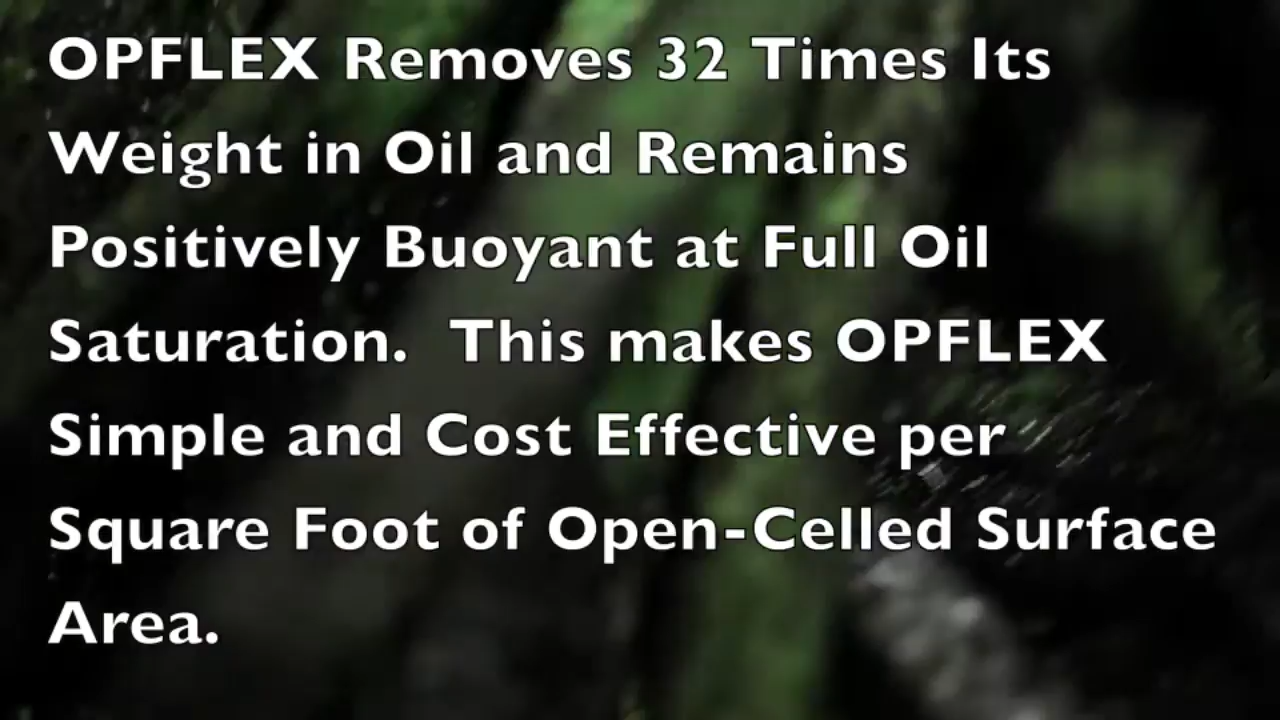 OPFLEX Removes 32 Times Its
Weight in Oil and Remains
Positively Buoyant at Full Oil
Saturation.  This makes OPFLEX
Simple and Cost Effective per
Square Foot of Open-Celled Surface
Area.